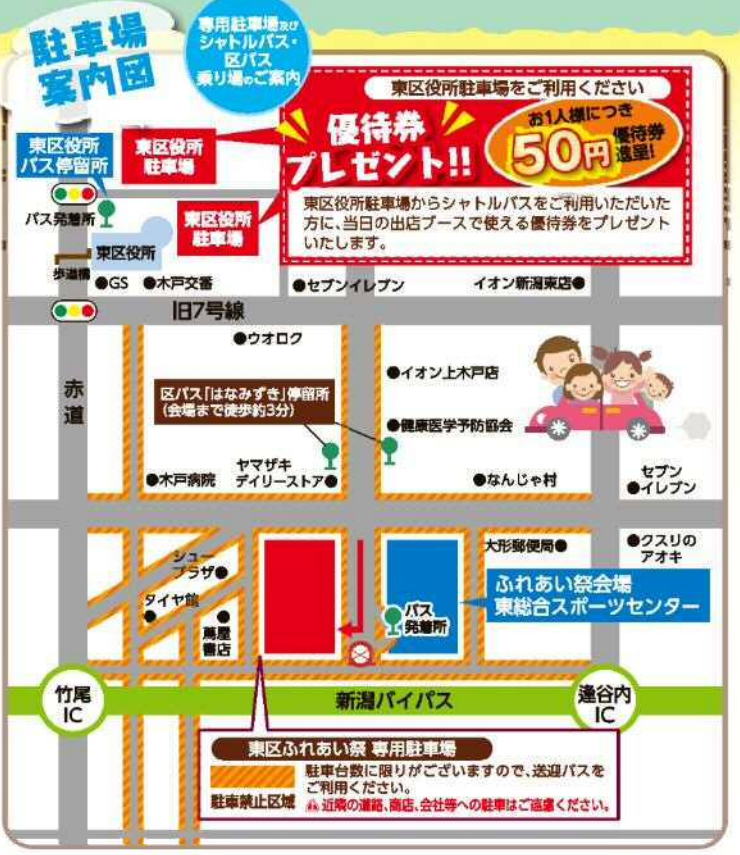 駐車場
案内図
専用駐車場及び
シャトルバス・
区バス
乗り場のご案内
東区役所駐車場をご利用ください
優待券
プレゼント!!
お1人様につき
50円
優待券
進呈!
東区役所駐車場からシャトルバスをご利用いただいた
方に、当日の出店ブースで使える優待券をプレゼント
いたします。
東区役所
バス停留所
東区役所
駐車場
バス発着所
東区役所
駐車場
東区役所
歩道橋
●GS
●木戸交番
●セブンイレブン
イオン新潟東店●
旧7号線
●ウオロク
●イオン上木戸店
赤道
区バス「はなみずき」停留所
(会場まで徒歩約3分)
●健康医学予防協会
●木戸病院
ヤマザキ
デイリーストア●
●なんじゃ村
セブン
●イレブン
シュー
プラザ●
大形郵便局●
●クスリの
アオキ
タイヤ館
●
●
蔦屋
書店
バス
発着所
ふれあい祭会場
東総合スポーツセンター
竹尾
IC
新潟バイパス
逢谷内
IC
東区ふれあい祭 専用駐車場
駐車禁止区域
駐車台数に限りがございますので、送迎バスを
ご利用ください。
近隣の道路、商店、会社等への駐車はご遠慮ください。